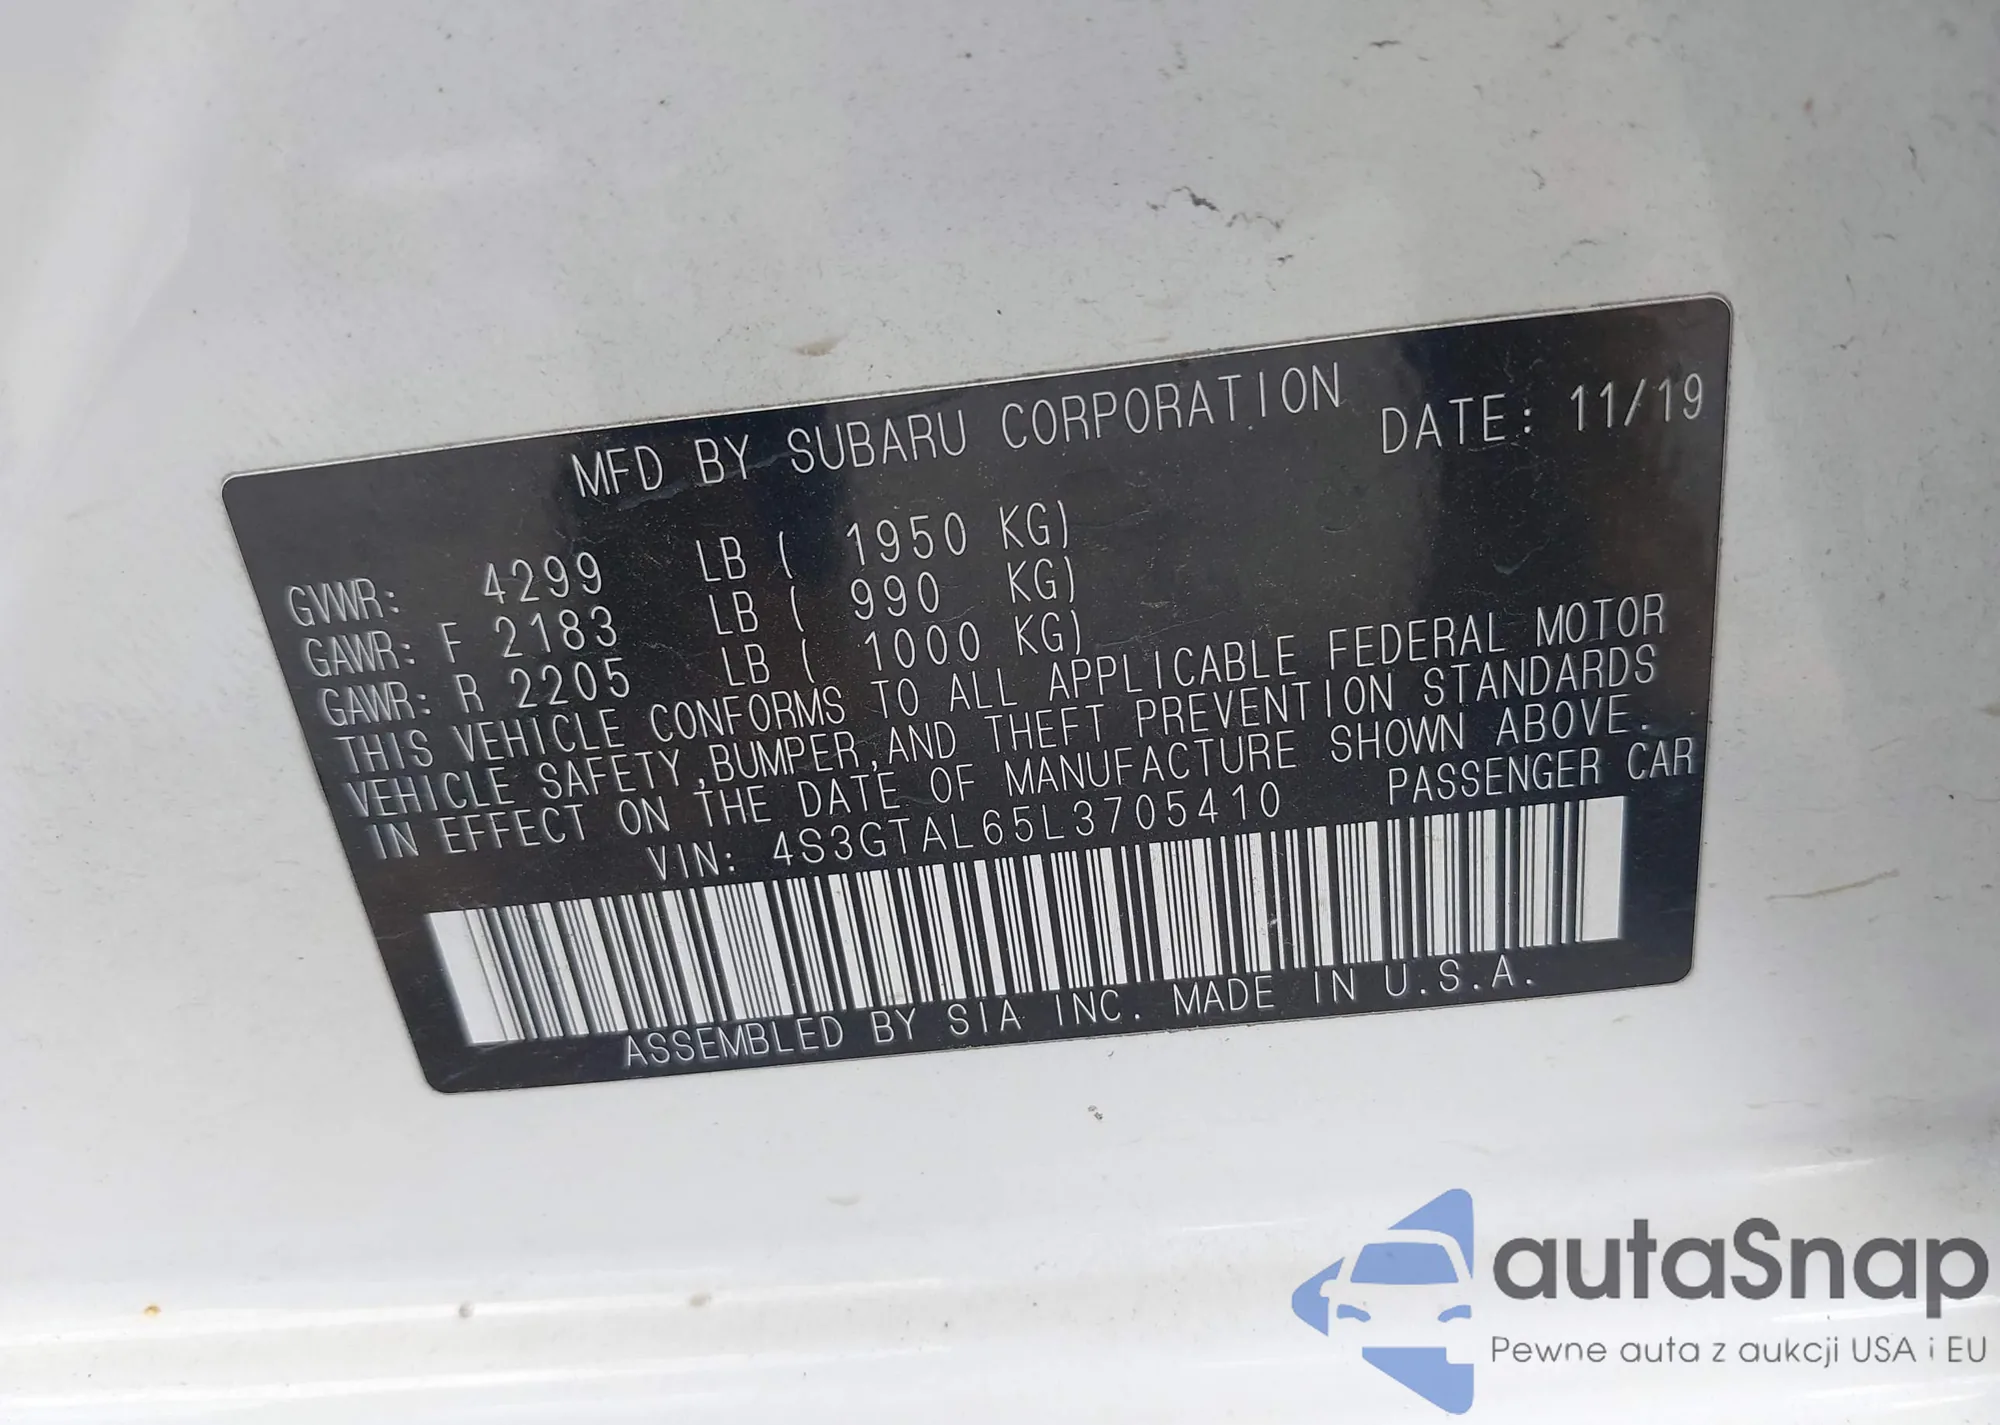 MFD BY SUBARU CORPORATION DATE: 11/19
GVWR: 4299 LB ( 1950 KG)
GAWR: F 2183 LB ( 990 KG)
GAWR: R 2205 LB ( 1000 KG)
THIS VEHICLE CONFORMS TO ALL APPLICABLE FEDERAL MOTOR
VEHICLE SAFETY,BUMPER,AND THEFT PREVENTION STANDARDS
IN EFFECT ON THE DATE OF MANUFACTURE SHOWN ABOVE.
VIN: 4S3GTAL65L3705410 PASSENGER CAR
ASSEMBLED BY SIA INC. MADE IN U.S.A.
autaSnap
Pewne auta z aukcji USA i EU